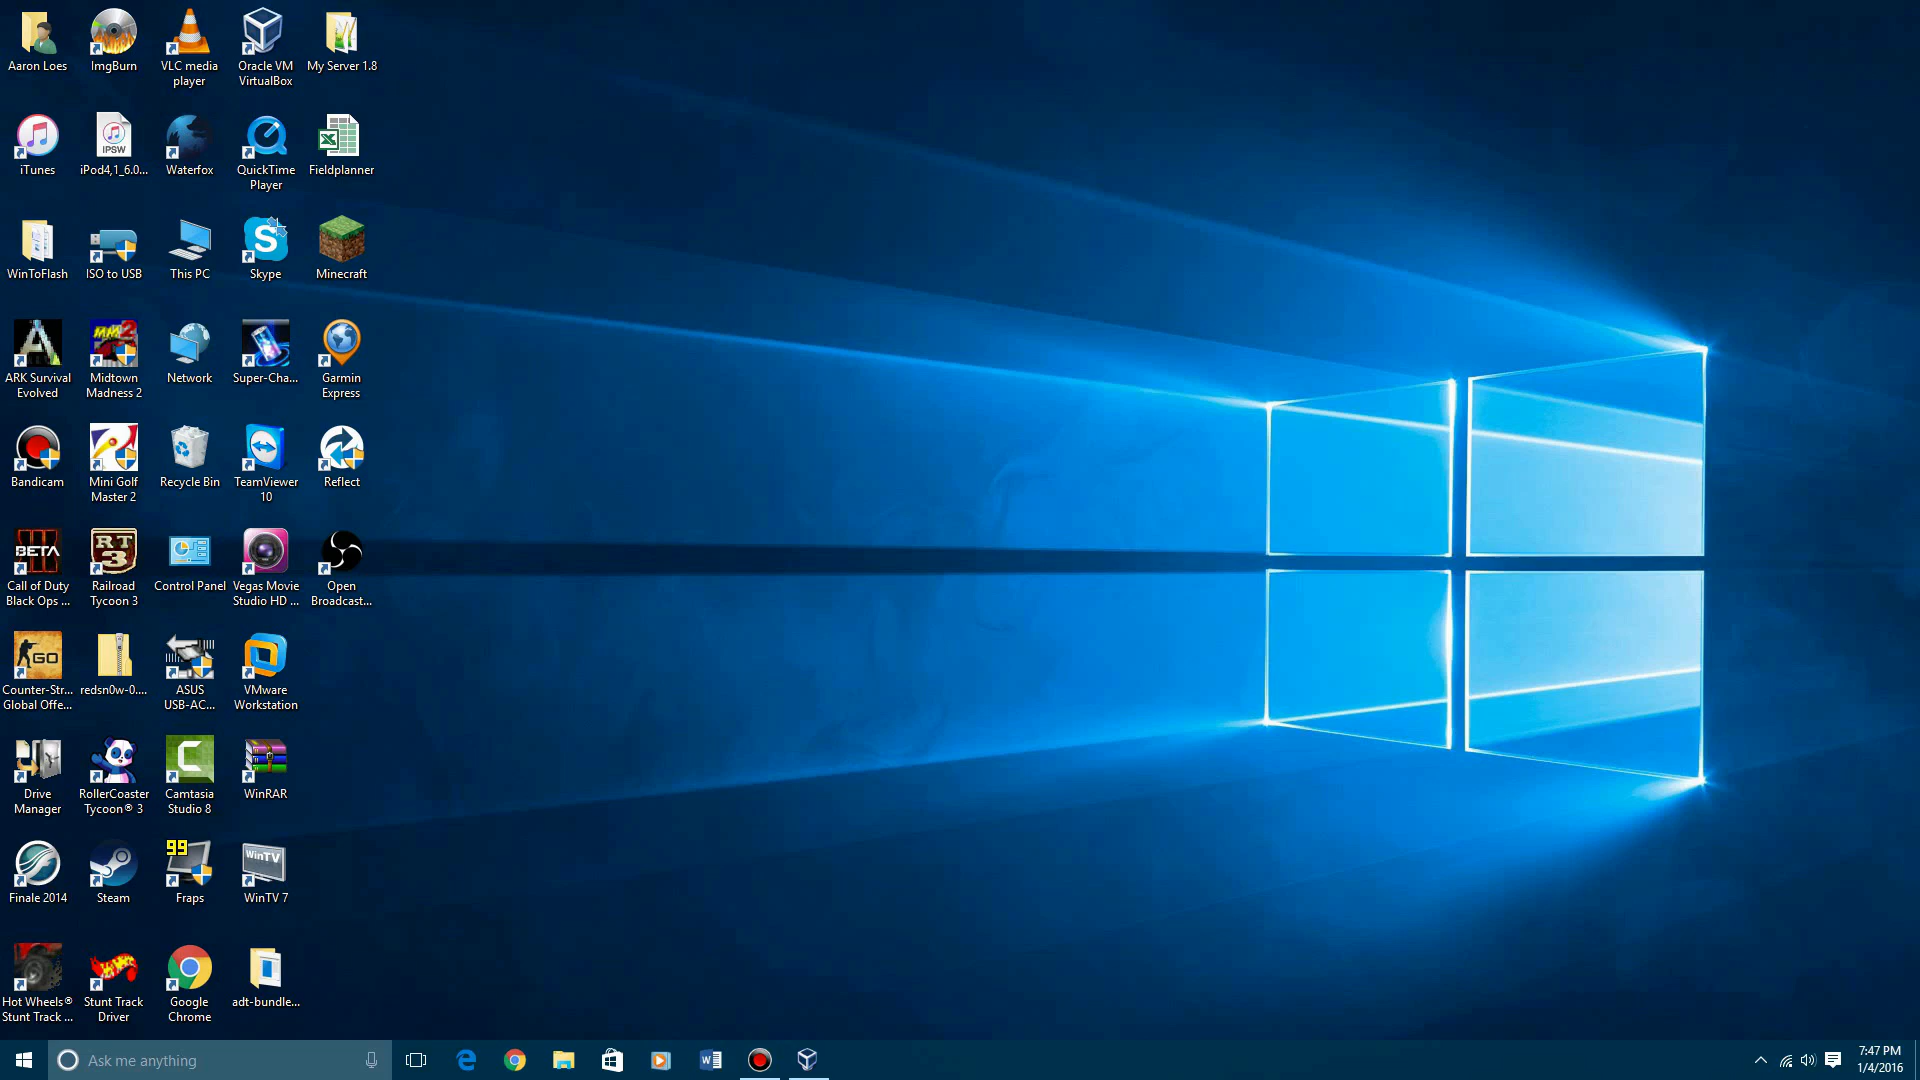 Aaron Loes
ImgBurn
VLC media
player
Oracle VM
VirtualBox
My Server 1.8
iTunes
IPSW
iPod4,1_6.0...
Waterfox
QuickTime
Player
Fieldplanner
WinToFlash
ISO to USB
This PC
S
Skype
Minecraft
ARK Survival
Evolved
MM2
Midtown
Madness 2
Network
Super-Cha...
Garmin
Express
Bandicam
Mini Golf
Master 2
Recycle Bin
TeamViewer
10
Reflect
BETA
Call of Duty
Black Ops ...
RT
3
Railroad
Tycoon 3
Control Panel
Vegas Movie
Studio HD ...
Open
Broadcast...
GO
Counter-Str...
Global Offe...
redsn0w-0....
ASUS
USB-AC...
VMware
Workstation
Drive
Manager
RollerCoaster
Tycoon® 3
C
Camtasia
Studio 8
WinRAR
Finale 2014
Steam
99
Fraps
WinTV
WinTV 7
Hot Wheels®
Stunt Track ...
Stunt Track
Driver
Google
Chrome
adt-bundle...
Ask me anything
7:47 PM
1/4/2016